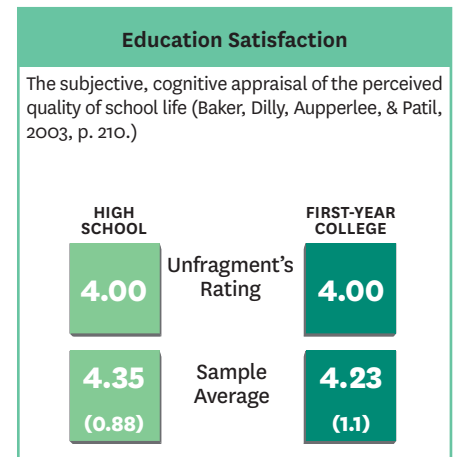 Education Satisfaction
The subjective, cognitive appraisal of the perceived
quality of school life (Baker, Dilly, Aupperlee, & Patil,
2003, p. 210.)
HIGH
SCHOOL
FIRST-YEAR
COLLEGE
4.00
Unfragment's
Rating
4.00
4.35
(0.88)
Sample
Average
4.23
(1.1)